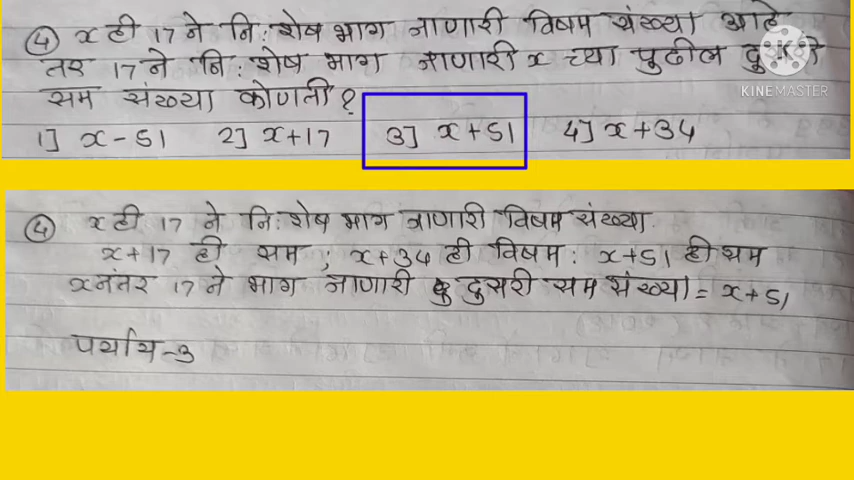 ④ x ही 17 ने नि:शेष भाग जाणारी विषम संख्या आहे
तर 17 ने नि:शेष भाग जाणारी x च्या पुढील
सम संख्या कोणती?
1] x - 51 2] x + 17 3] x + 51 4] x + 34
KINEMASTER
④ x ही 17 ने नि:शेष भाग जाणारी विषम संख्या.
x + 17 ही सम ; x + 34 ही विषम : x + 51 ही सम
x नंतर 17 ने भाग जाणारी दुसरी सम संख्या = x + 51
पर्याय - 3